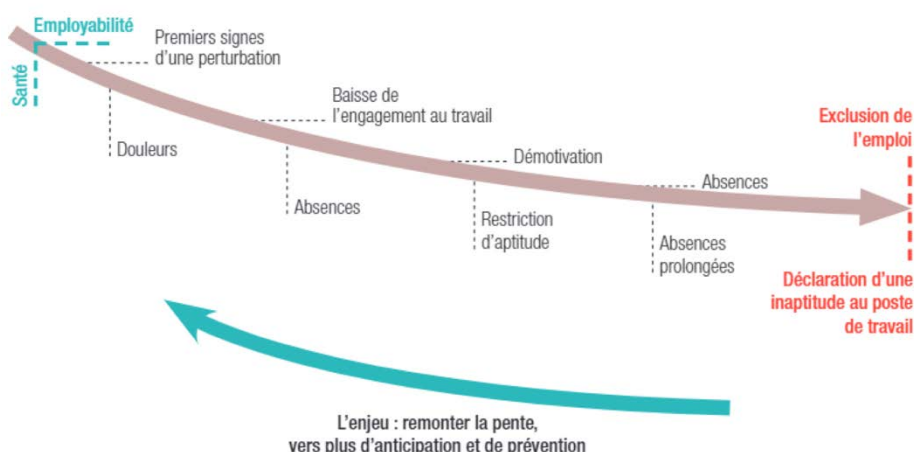 Employabilité
Santé
Premiers signes
d'une perturbation
Douleurs
Baisse de
l'engagement au travail
Absences
Démotivation
Restriction
d'aptitude
Absences
Absences
prolongées
Exclusion de
l'emploi
Déclaration d'une
inaptitude au poste
de travail
L'enjeu : remonter la pente,
vers plus d'anticipation et de prévention